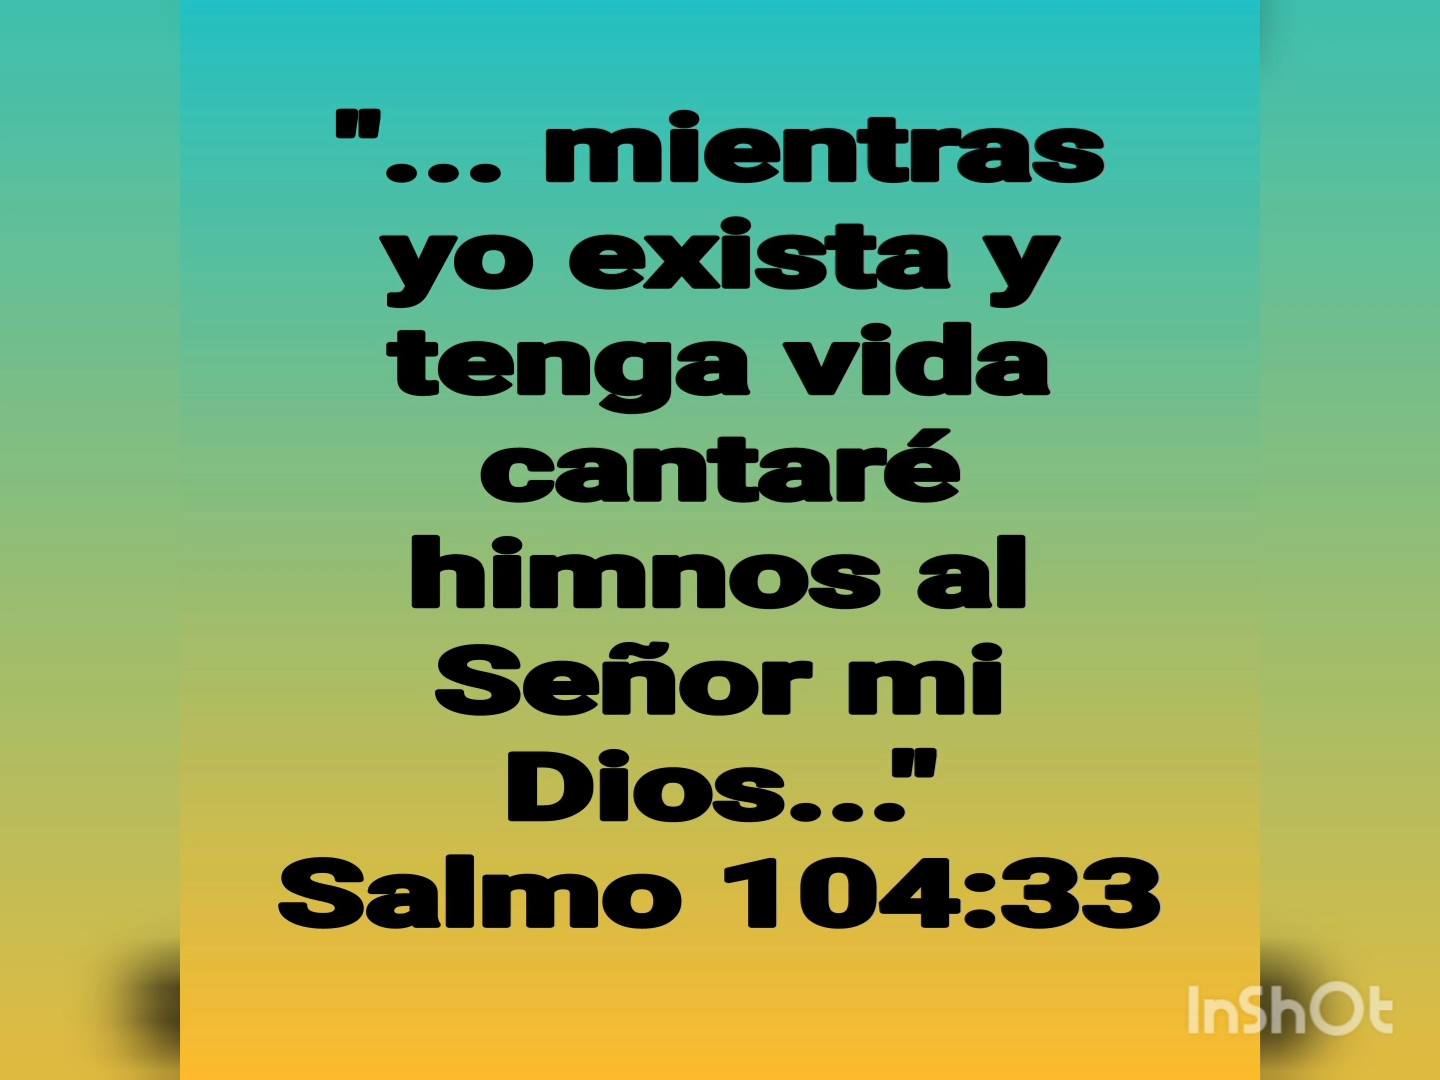 "... mientras
yo exista y
tenga vida
cantaré
himnos al
Señor mi
Dios..."
Salmo 104:33
InShOt